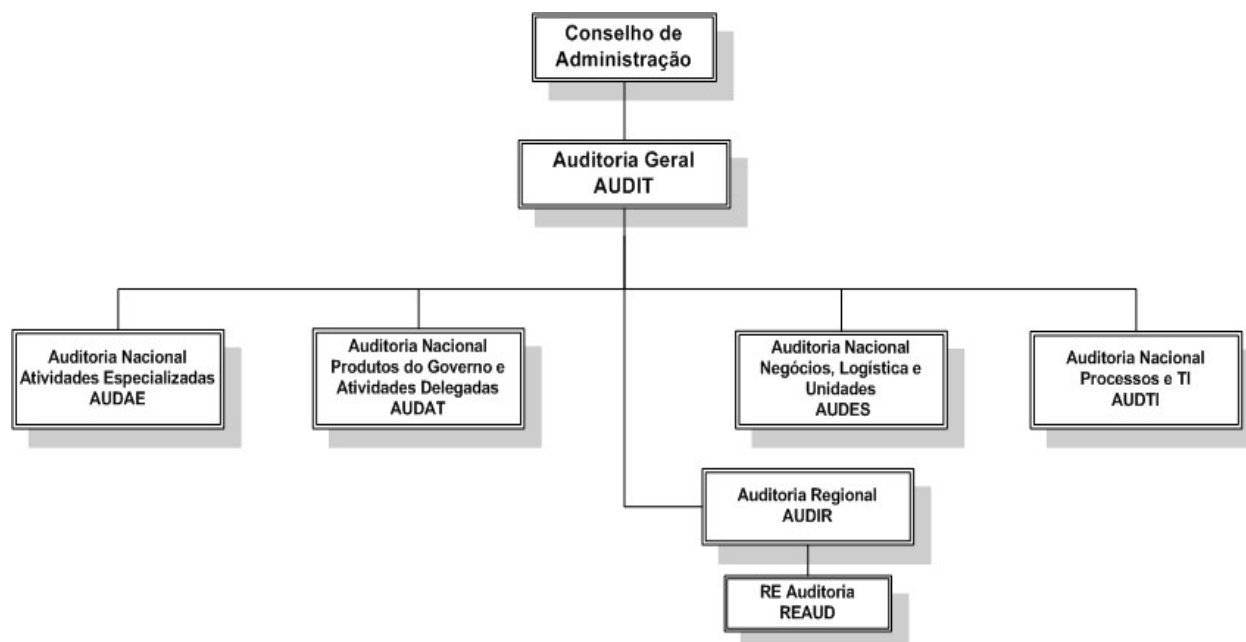 Conselho de
Administração
Auditoria Geral
AUDIT
Auditoria Nacional
Atividades Especializadas
AUDAE
Auditoria Nacional
Produtos do Governo e
Atividades Delegadas
AUDAT
Auditoria Nacional
Negócios, Logística e
Unidades
AUDES
Auditoria Nacional
Processos e TI
AUDTI
Auditoria Regional
AUDIR
RE Auditoria
REAUD